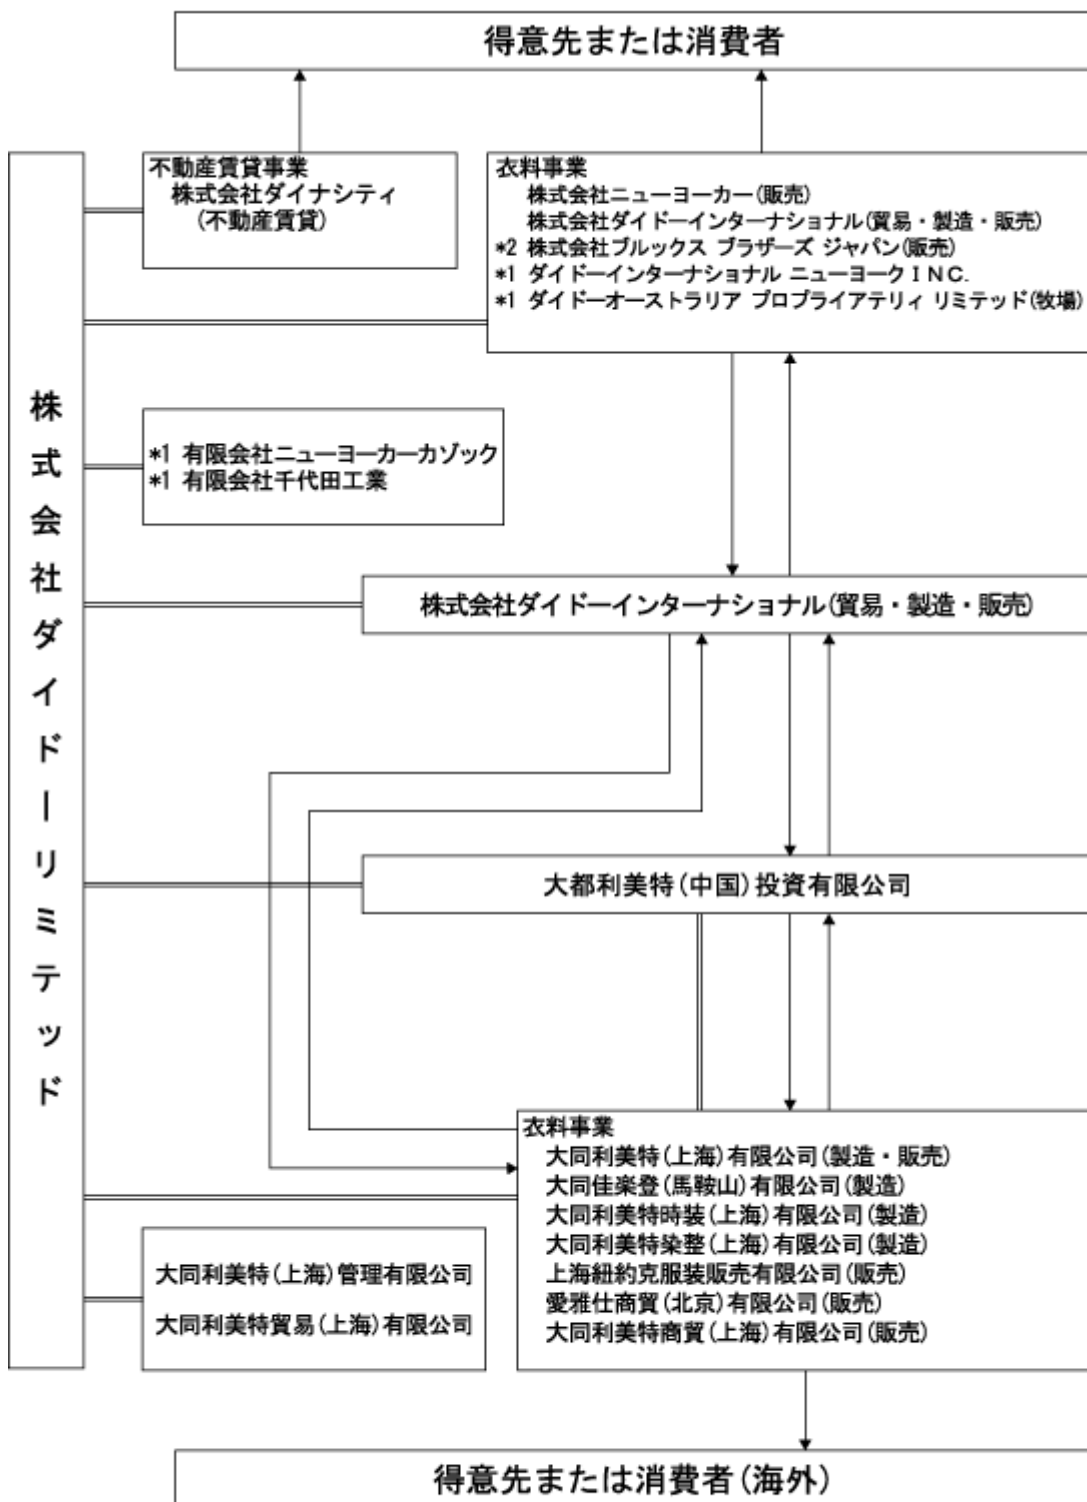 得意先または消費者
不動産賃貸事業
株式会社ダイナシティ
(不動産賃貸)
衣料事業
株式会社ニューヨーカー(販売)
株式会社ダイドーインターナショナル(貿易・製造・販売)
*2 株式会社ブルックス ブラザーズ ジャパン(販売)
*1 ダイドーインターナショナル ニューヨークＩＮＣ.
*1 ダイドーオーストラリア プロプライアテリィ リミテッド(牧場)
株式会社ダイドーリミテッド
*1 有限会社ニューヨーカーカゾック
*1 有限会社千代田工業
株式会社ダイドーインターナショナル(貿易・製造・販売)
大都利美特(中国)投資有限公司
衣料事業
大同利美特(上海)有限公司(製造・販売)
大同佳楽登(馬鞍山)有限公司(製造)
大同利美特時装(上海)有限公司(製造)
大同利美特染整(上海)有限公司(製造)
上海紐約克服装販売有限公司(販売)
愛雅仕商貿(北京)有限公司(販売)
大同利美特商貿(上海)有限公司(販売)
大同利美特(上海)管理有限公司
大同利美特貿易(上海)有限公司
得意先または消費者(海外)